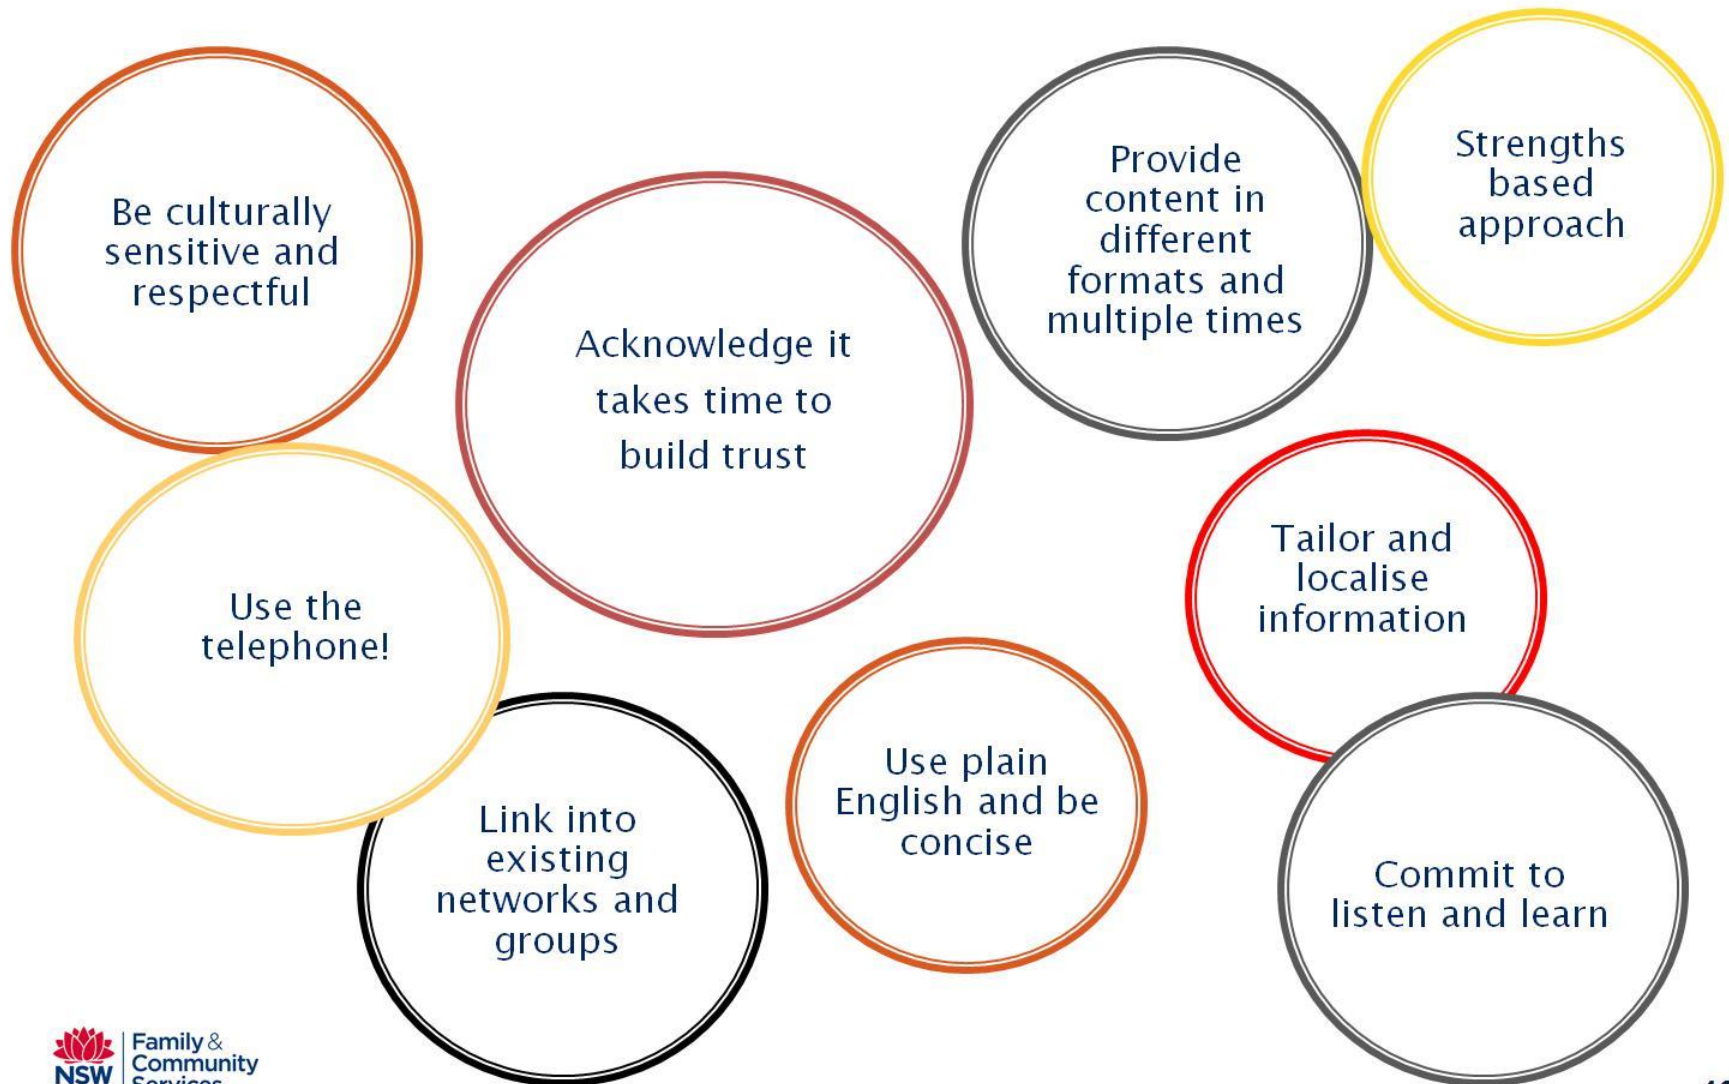 Be culturally
sensitive and
respectful
Acknowledge it
takes time to
build trust
Provide
content in
different
formats and
multiple times
Strengths
based
approach
Use the
telephone!
Tailor and
localise
information
Link into
existing
networks and
groups
Use plain
English and be
concise
Commit to
listen and learn
NSW
Family &
Community
Services